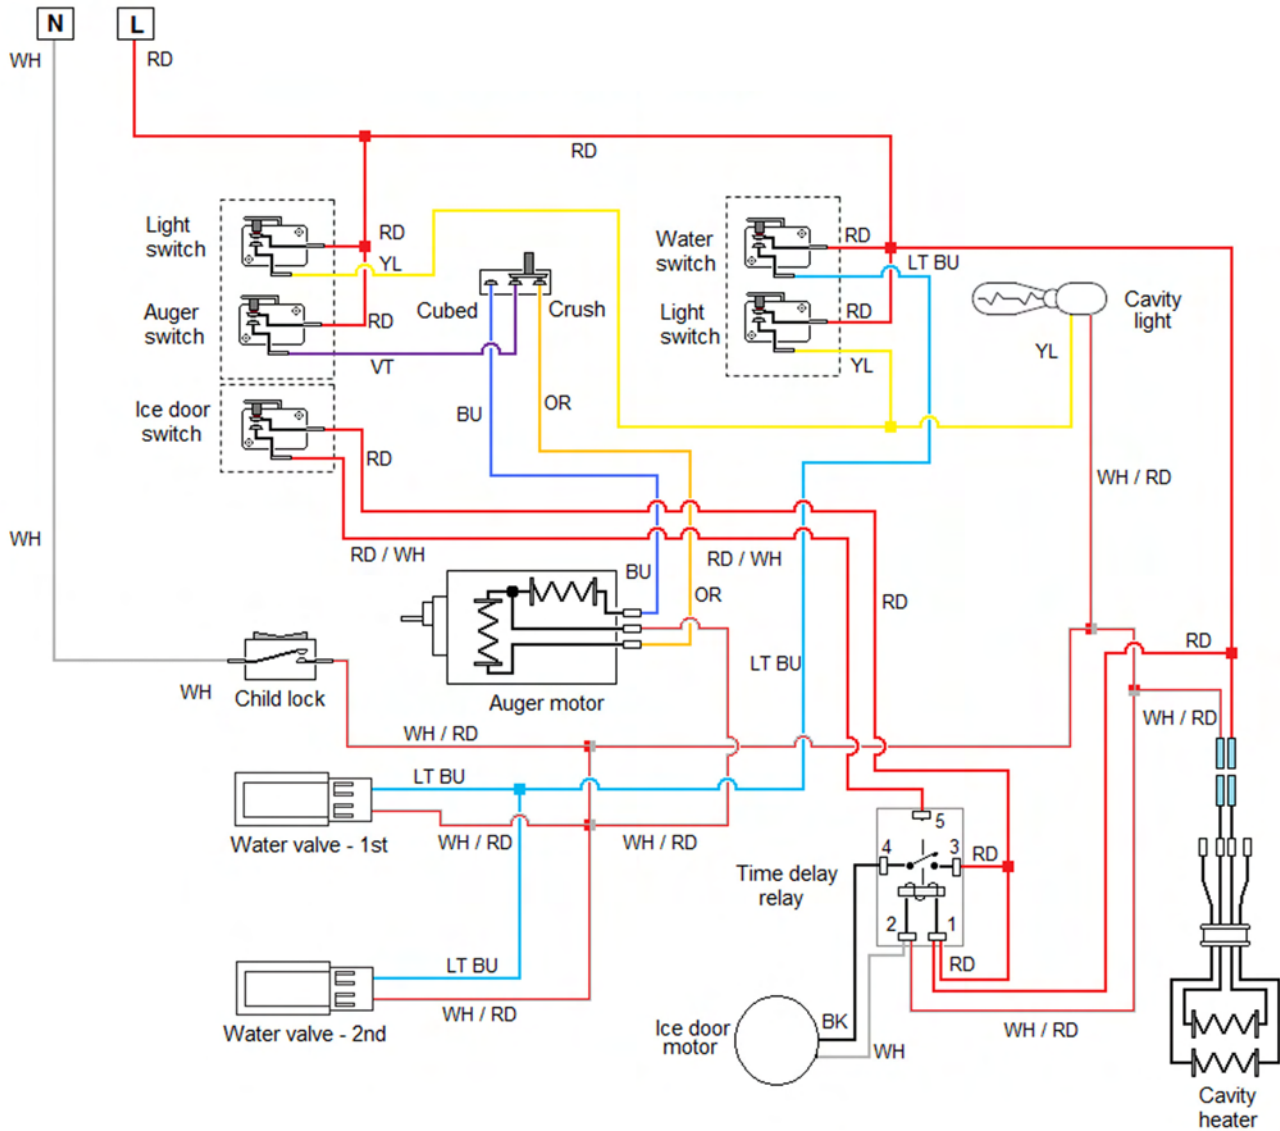 N
L
WH
RD
RD
Light
switch
RD
YL
Auger
switch
RD
VT
Cubed
Crush
Water
switch
RD
LT BU
Light
switch
RD
YL
Cavity
light
YL
Ice door
switch
RD
BU
OR
WH / RD
WH
RD / WH
RD / WH
BU
OR
RD
LT BU
RD
WH
Child lock
Auger motor
WH / RD
WH / RD
LT BU
Water valve - 1st
WH / RD
WH / RD
5
4
3
RD
Time delay
relay
2
1
RD
LT BU
WH / RD
Water valve - 2nd
Ice door
motor
BK
WH
WH / RD
Cavity
heater